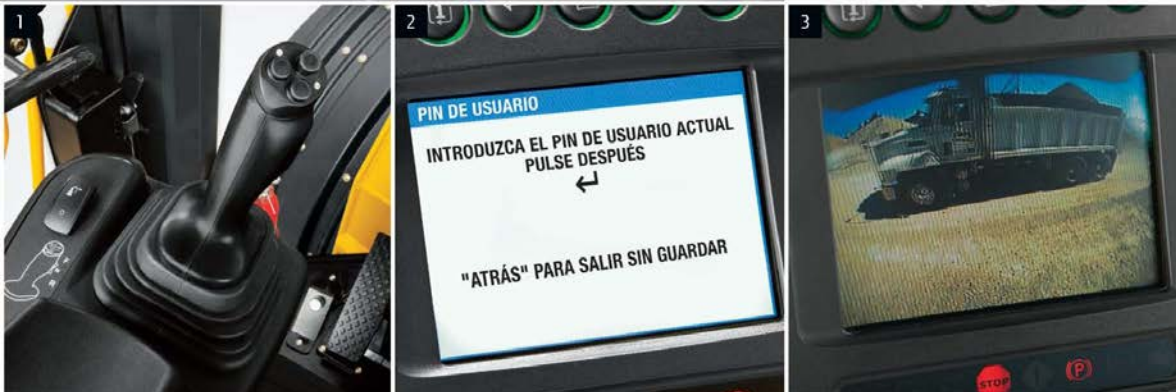 1
2
PIN DE USUARIO
INTRODUZCA EL PIN DE USUARIO ACTUAL
PULSE DESPUÉS
"ATRÁS" PARA SALIR SIN GUARDAR
3
STOP
P